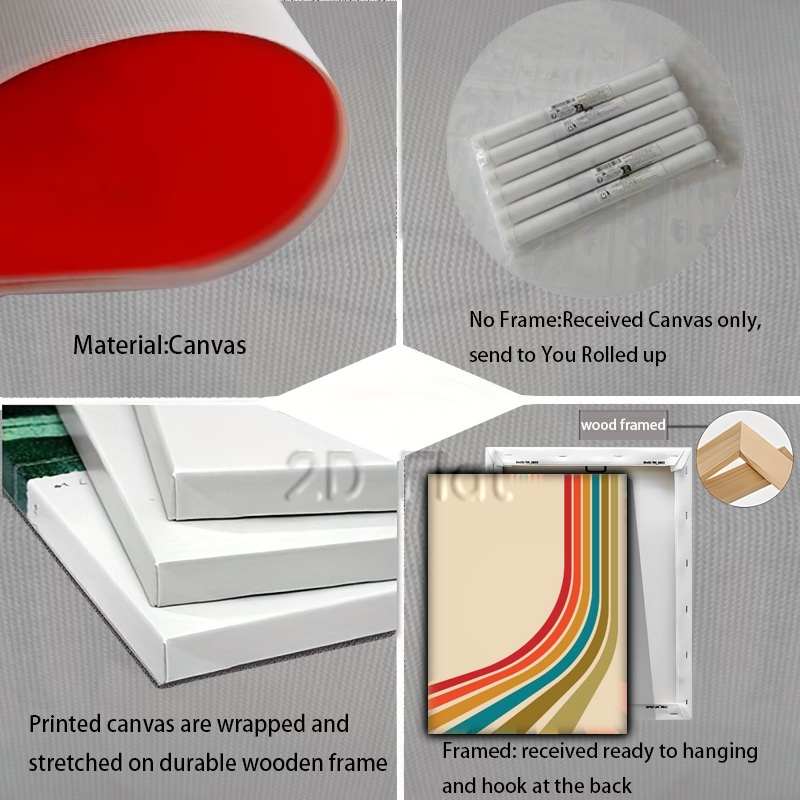 Material:Canvas
No Frame:Received Canvas only,
send to You Rolled up
2D Flat
Printed canvas are wrapped and
stretched on durable wooden frame
wood framed
Framed: received ready to hanging
and hook at the back